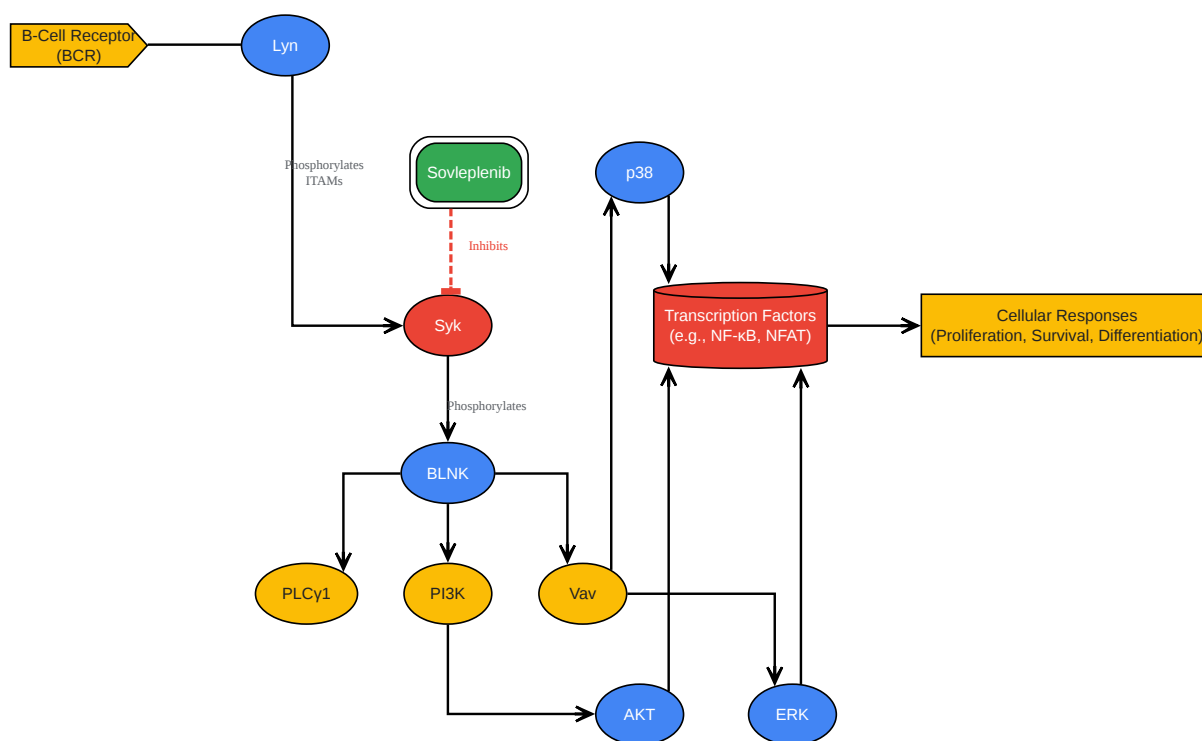 B-Cell Receptor
(BCR)
Lyn
Phosphorylates
ITAMs
Sovleplenib
p38
Inhibits
Syk
Transcription Factors
(e.g., NF-κB, NFAT)
Cellular Responses
(Proliferation, Survival, Differentiation)
Phosphorylates
BLNK
PLCγ1
PI3K
Vav
AKT
ERK